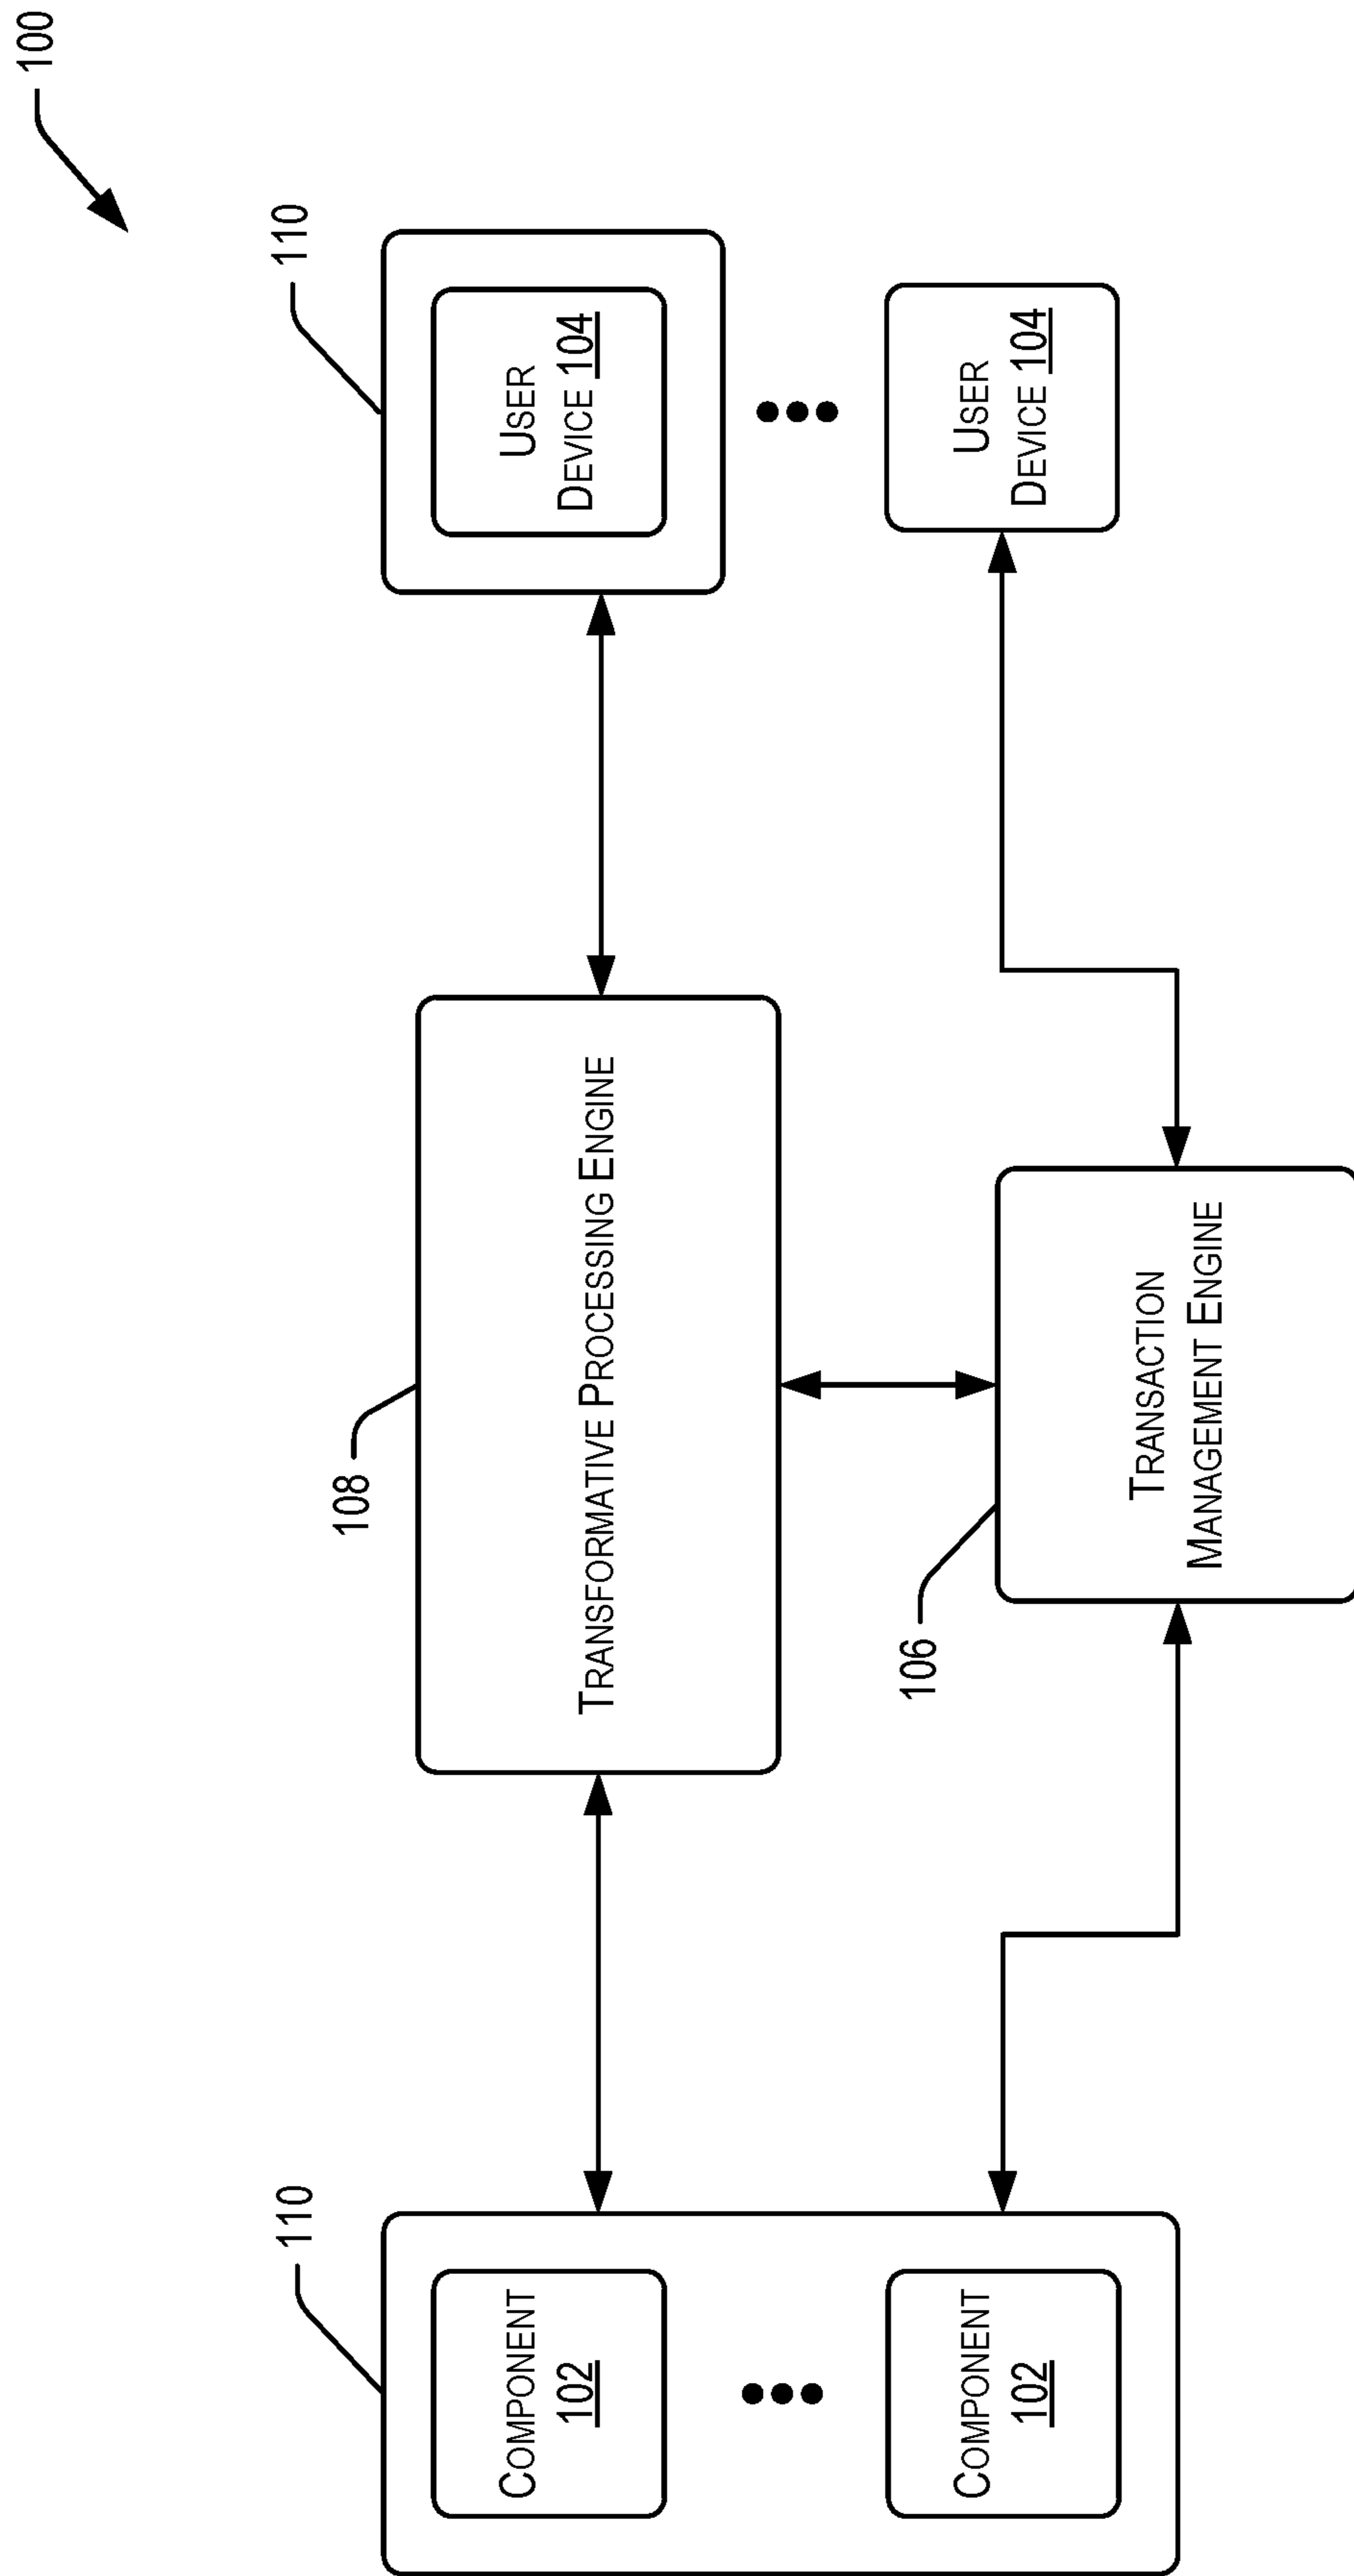 100
110
USER
DEVICE 104
USER
DEVICE 104
108
TRANSFORMATIVE PROCESSING ENGINE
106
TRANSACTION
MANAGEMENT ENGINE
110
COMPONENT
102
COMPONENT
102